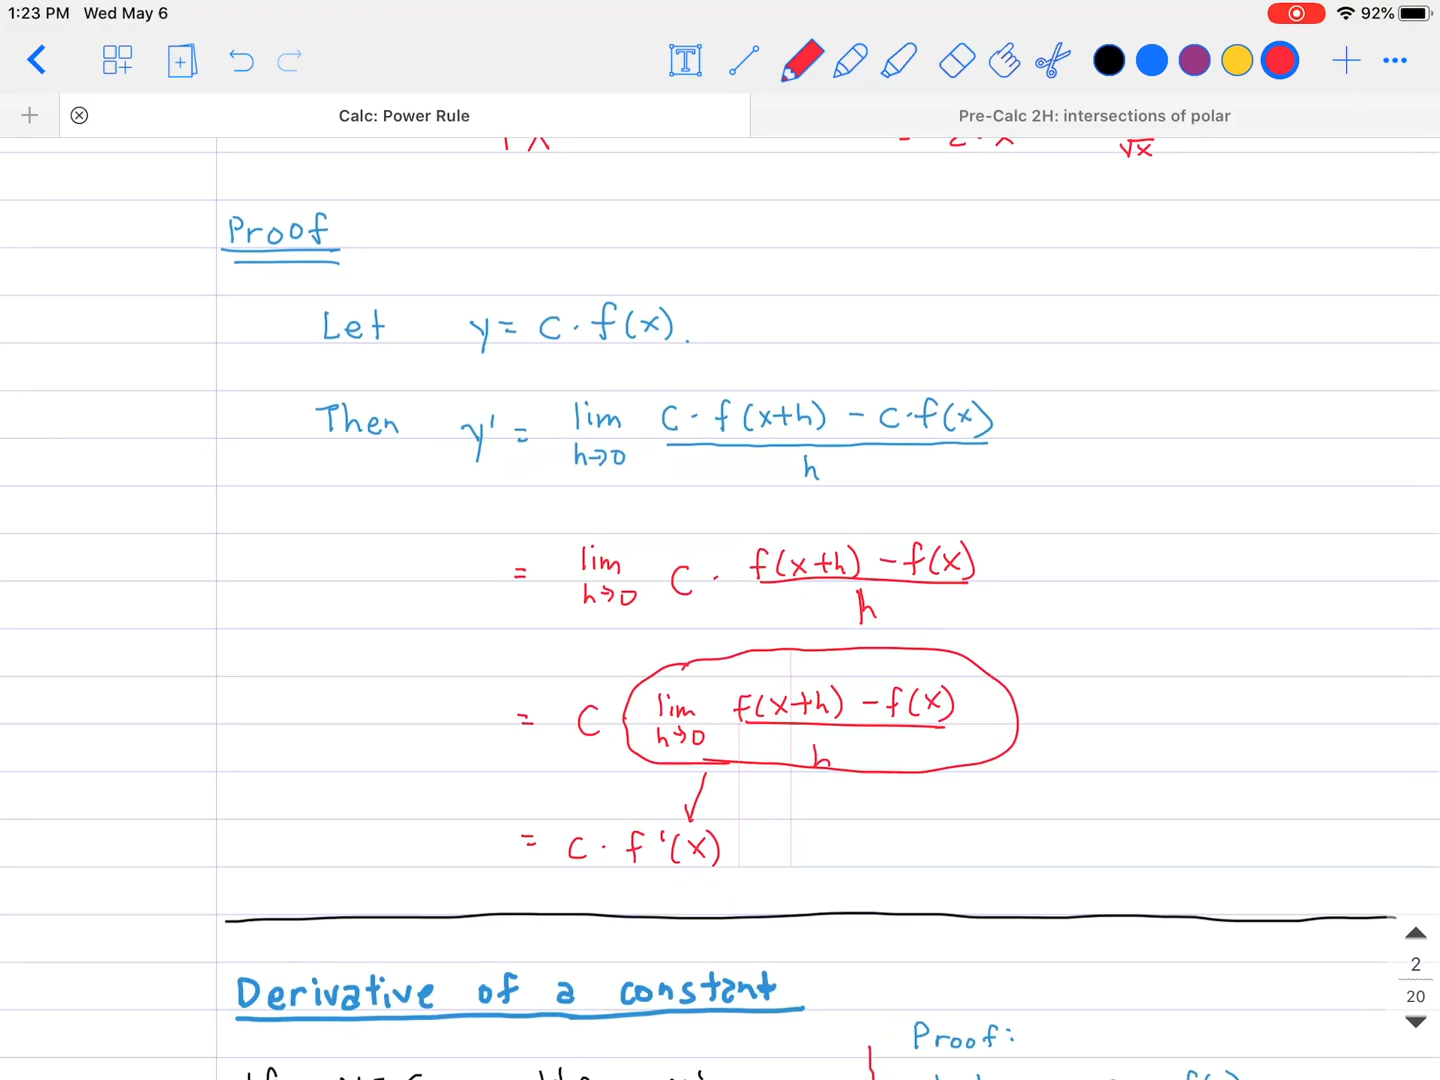 1:23 PM Wed May 6 92%
Calc: Power Rule Pre-Calc 2H: intersections of polar
Proof
Let y = c · f(x).
Then y' = lim h→0 c · f(x+h) − c · f(x) / h
= lim h→0 c · f(x+h) − f(x) / h
= c lim h→0 f(x+h) − f(x) / h
= c · f'(x)
2
20
Derivative of a constant
Proof: